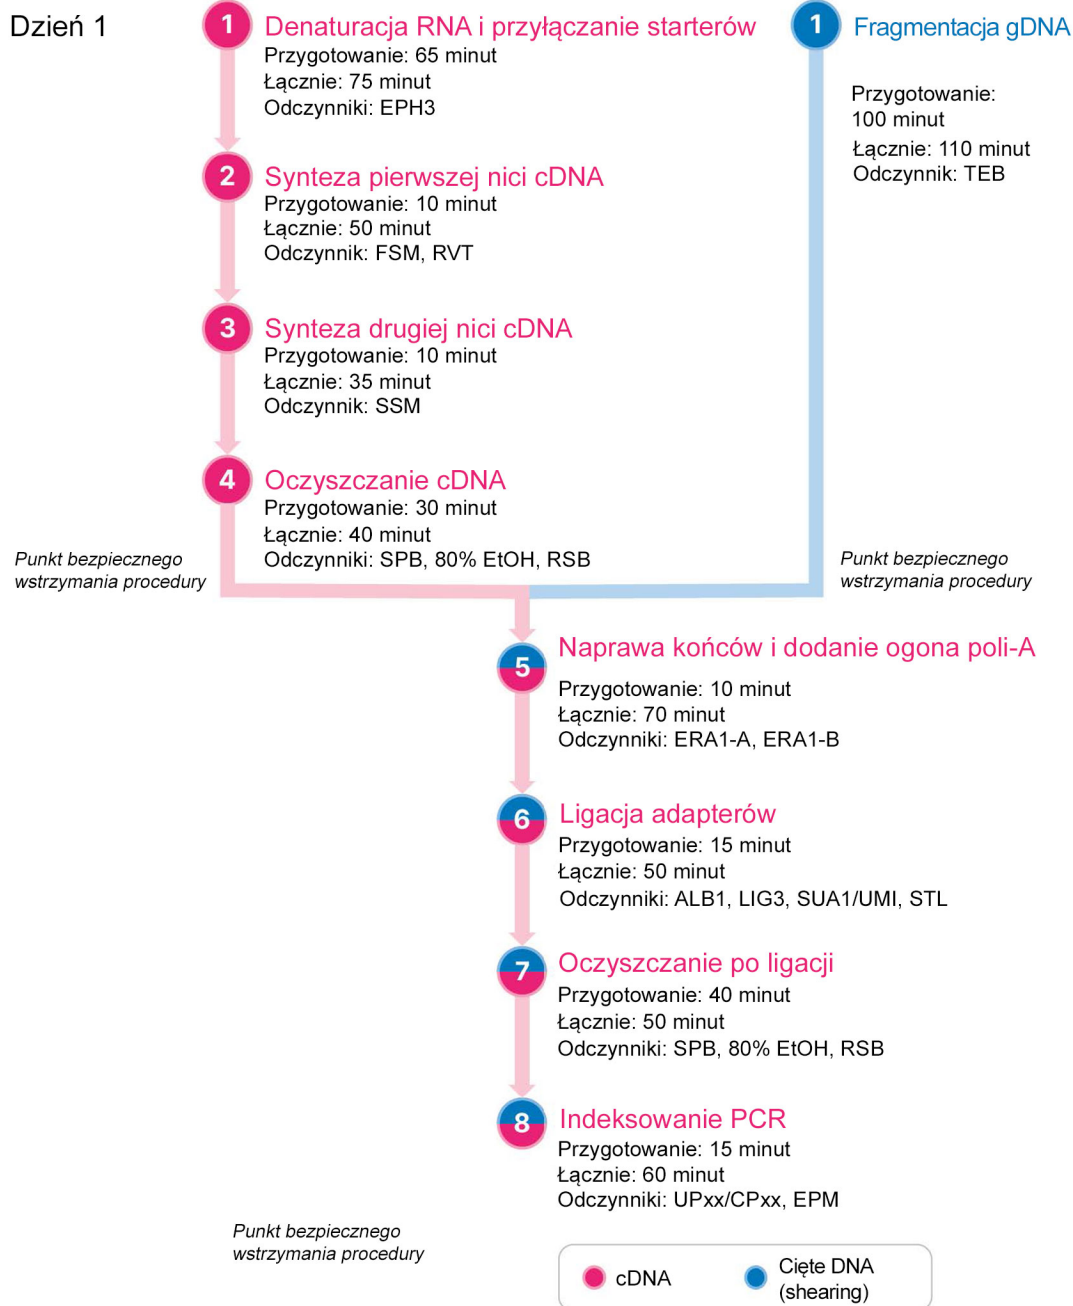 Dzień 1
1
Denaturacja RNA i przyłączanie starterów
Przygotowanie: 65 minut
Łącznie: 75 minut
Odczynniki: EPH3
1
Fragmentacja gDNA
Przygotowanie:
100 minut
Łącznie: 110 minut
Odczynnik: TEB
2
Synteza pierwszej nici cDNA
Przygotowanie: 10 minut
Łącznie: 50 minut
Odczynnik: FSM, RVT
3
Synteza drugiej nici cDNA
Przygotowanie: 10 minut
Łącznie: 35 minut
Odczynnik: SSM
4
Oczyszczanie cDNA
Przygotowanie: 30 minut
Łącznie: 40 minut
Odczynniki: SPB, 80% EtOH, RSB
Punkt bezpiecznego
wstrzymania procedury
Punkt bezpiecznego
wstrzymania procedury
5
Naprawa końców i dodanie ogona poli-A
Przygotowanie: 10 minut
Łącznie: 70 minut
Odczynniki: ERA1-A, ERA1-B
6
Ligacja adapterów
Przygotowanie: 15 minut
Łącznie: 50 minut
Odczynniki: ALB1, LIG3, SUA1/UMI, STL
7
Oczyszczanie po ligacji
Przygotowanie: 40 minut
Łącznie: 50 minut
Odczynniki: SPB, 80% EtOH, RSB
8
Indeksowanie PCR
Przygotowanie: 15 minut
Łącznie: 60 minut
Odczynniki: UPxx/CPxx, EPM
Punkt bezpiecznego
wstrzymania procedury
cDNA
Cięte DNA
(shearing)